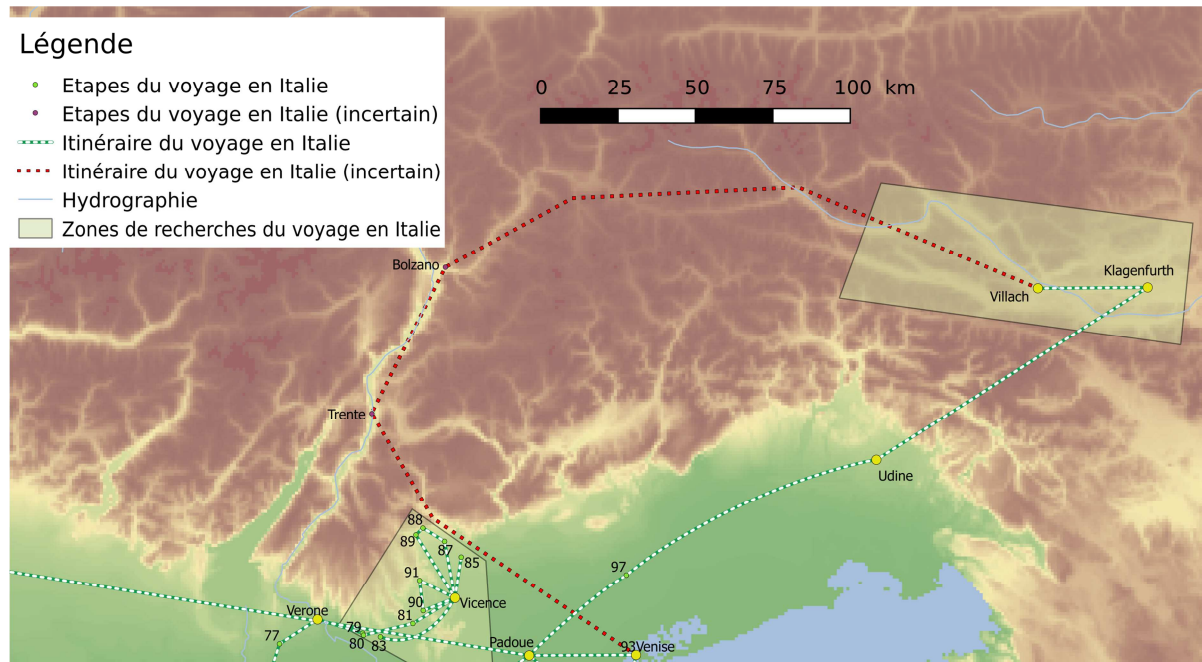 Légende
Etapes du voyage en Italie
Etapes du voyage en Italie (incertain)
Itinéraire du voyage en Italie
Itinéraire du voyage en Italie (incertain)
Hydrographie
Zones de recherches du voyage en Italie
0 25 50 75 100 km
Bolzano
Klagenfurth
Villach
Trente
Udine
88
89
87
85
97
91
90
Vicence
81
Verone
79
77
80
83
Padoue
93Venise